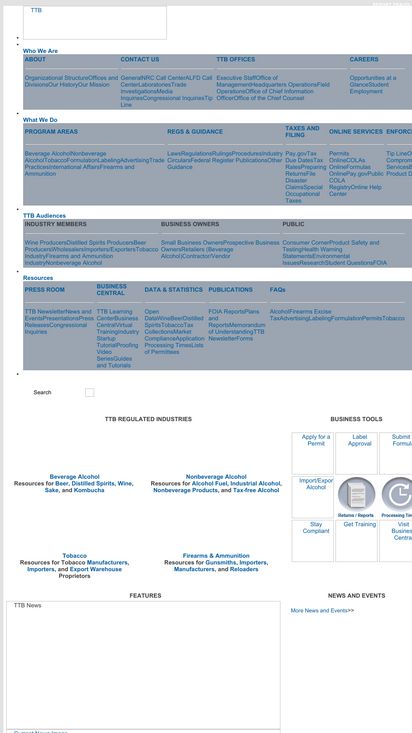 TTB
Who We Are
ABOUT
CONTACT US
TTB OFFICES
CAREERS
Organizational StructureOffices and
DivisionsOur HistoryOur Mission
GeneralNRC Call CenterALFD Call
CenterLaboratoriesTrade
InvestigationsMedia
InquiriesCongressional InquiriesTip
Line
Executive StaffOffice of
ManagementHeadquarters OperationsField
OperationsOffice of Chief Information
OfficerOffice of the Chief Counsel
Opportunities at a
GlanceStudent
Employment
What We Do
PROGRAM AREAS
REGS & GUIDANCE
TAXES AND
FILING
ONLINE SERVICES
ENFORC
Beverage AlcoholNonbeverage
AlcoholTobaccoFormulationLabelingAdvertisingTrade
PracticesInternational AffairsFirearms and
Ammunition
LawsRegulationsRulingsProceduresIndustry
CircularsFederal Register PublicationsOther
Guidance
Pay.govTax
Due DatesTax
RatesPreparing
ReturnsFile
Disaster
ClaimsSpecial
Occupational
Taxes
Permits
OnlineCOLAs
OnlineFormulas
OnlinePay.govPublic
COLA
RegistryOnline Help
Center
Tip LineO
Comprom
ServicesB
Product D
TTB Audiences
INDUSTRY MEMBERS
BUSINESS OWNERS
PUBLIC
Wine ProducersDistilled Spirits ProducersBeer
ProducersWholesalersImporters/ExportersTobacco
IndustryFirearms and Ammunition
IndustryNonbeverage Alcohol
Small Business OwnersProspective Business
OwnersRetailers (Beverage
Alcohol)Contractor/Vendor
Consumer CornerProduct Safety and
TestingHealth Warning
StatementsEnvironmental
IssuesResearchStudent QuestionsFOIA
Resources
PRESS ROOM
BUSINESS
CENTRAL
DATA & STATISTICS
PUBLICATIONS
FAQs
TTB NewsletterNews and
EventsPresentationsPress
ReleasesCongressional
Inquiries
TTB Learning
CenterBusiness
CentralVirtual
TrainingIndustry
Startup
TutorialProofing
Video
SeriesGuides
and Tutorials
Open
DataWineBeerDistilled
SpiritsTobaccoTax
CollectionsMarket
ComplianceApplication
Processing TimesLists
of Permittees
FOIA ReportsPlans
and
ReportsMemorandom
of UnderstandingTTB
NewsletterForms
AlcoholFirearms Excise
TaxAdvertisingLabelingFormulationPermitsTobacco
Search
TTB REGULATED INDUSTRIES
BUSINESS TOOLS
Apply for a
Permit
Label
Approval
Submit
Formul
Import/Export
Alcohol
Returns / Reports
Processing Tim
Stay
Compliant
Get Training
Visit
Busines
Centra
Beverage Alcohol
Resources for Beer, Distilled Spirits, Wine,
Sake, and Kombucha
Nonbeverage Alcohol
Resources for Alcohol Fuel, Industrial Alcohol,
Nonbeverage Products, and Tax-free Alcohol
Tobacco
Resources for Tobacco Manufacturers,
Importers, and Export Warehouse
Proprietors
Firearms & Ammunition
Resources for Gunsmiths, Importers,
Manufacturers, and Reloaders
FEATURES
NEWS AND EVENTS
TTB News
More News and Events>>